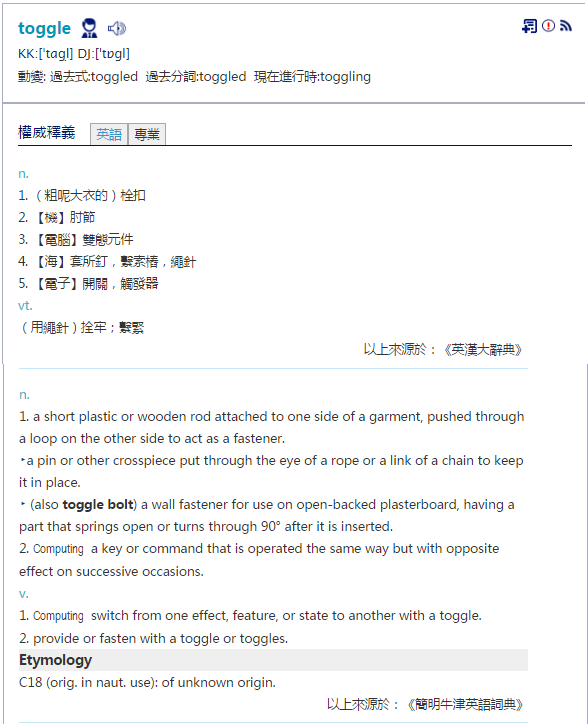 toggle
KK:[ˋtɑgl] DJ:[ˋtɒgl]
動變: 過去式:toggled 過去分詞:toggled 現在進行時:toggling
權威釋義 英語 專業
n.
1. （粗呢大衣的）栓扣
2. 【機】肘節
3. 【電腦】雙態元件
4. 【海】套所釘，繫索樁，繩針
5. 【電子】開關，觸發器
vt.
（用繩針）拴牢；繫緊
以上來源於：《英漢大辭典》
n.
1. a short plastic or wooden rod attached to one side of a garment, pushed through
a loop on the other side to act as a fastener.
‣a pin or other crosspiece put through the eye of a rope or a link of a chain to keep
it in place.
‣ (also toggle bolt) a wall fastener for use on open-backed plasterboard, having a
part that springs open or turns through 90° after it is inserted.
2. Computing a key or command that is operated the same way but with opposite
effect on successive occasions.
v.
1. Computing switch from one effect, feature, or state to another with a toggle.
2. provide or fasten with a toggle or toggles.
Etymology
C18 (orig. in naut. use): of unknown origin.
以上來源於：《簡明牛津英語詞典》